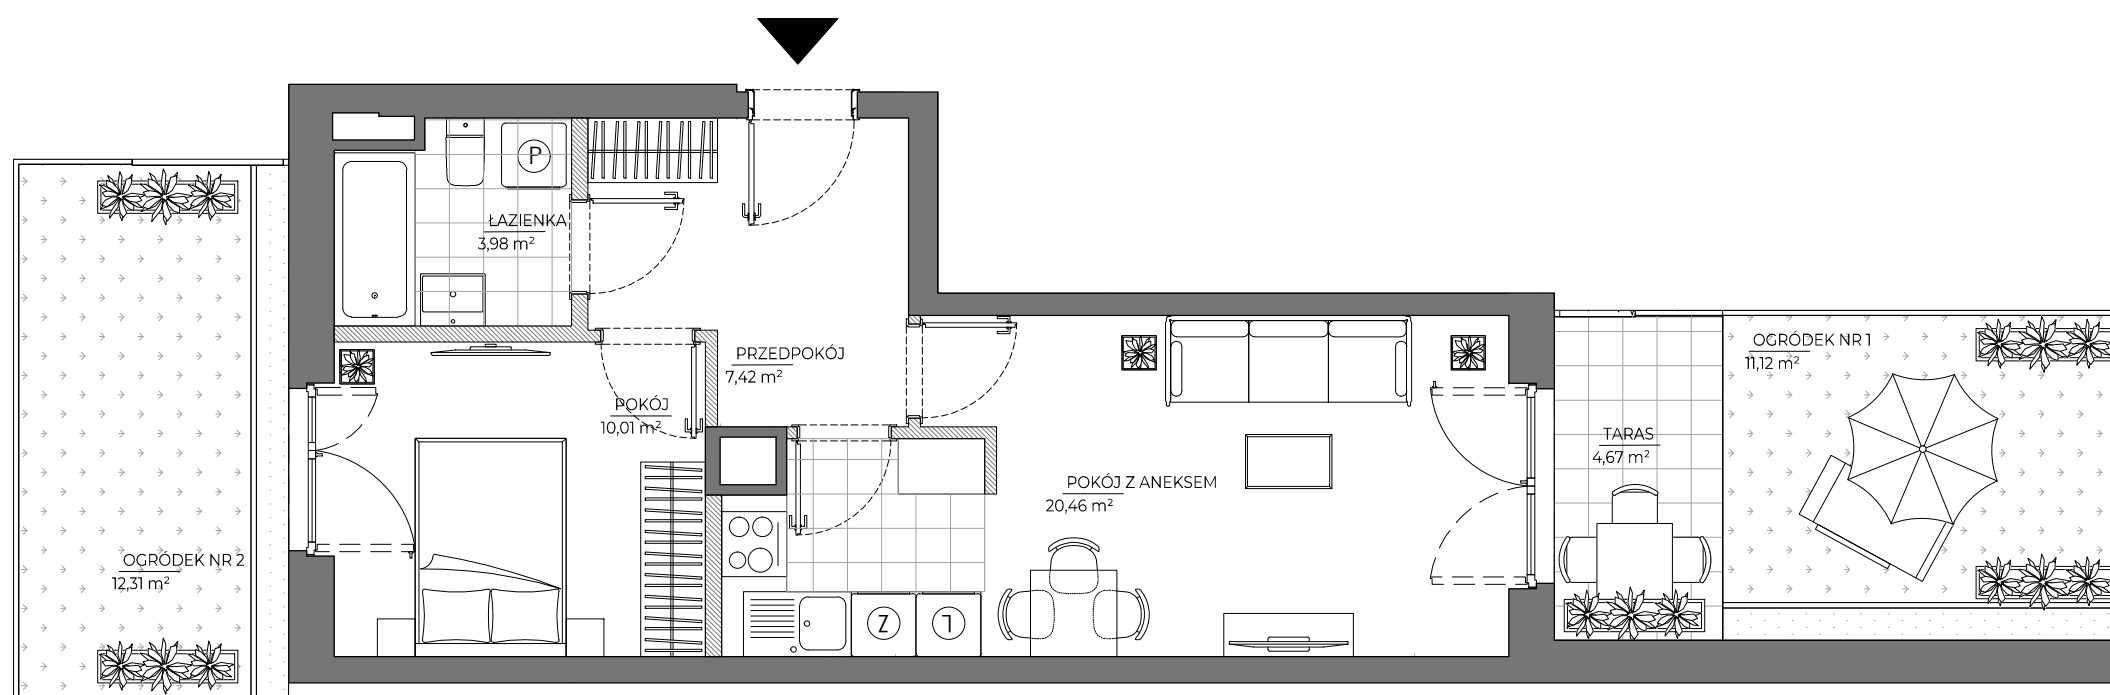 P
ŁAZIENKA
3,98 m²
PRZEDPOKÓJ
7,42 m²
POKÓJ
10,01 m²
OGRÓDEK NR 1
11,12 m²
TARAS
4,67 m²
POKÓJ Z ANEKSEM
20,46 m²
OGRÓDEK NR 2
12,31 m²
Z
L